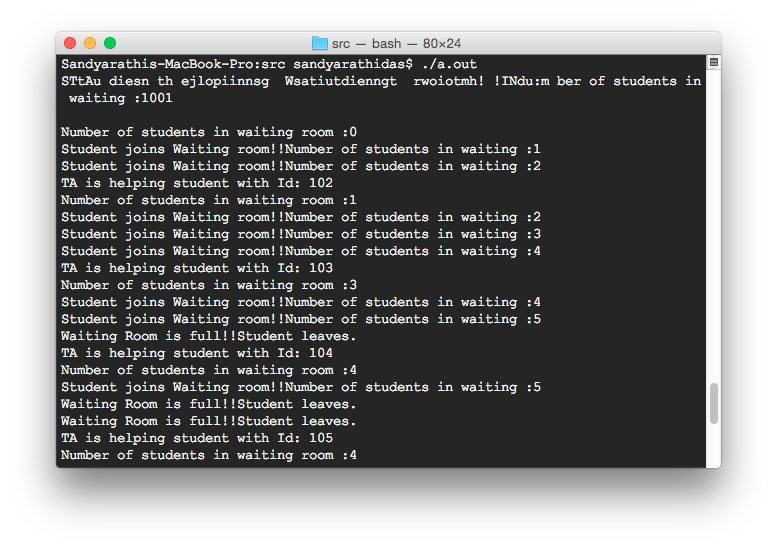 src — bash — 80×24
Sandyarathis-MacBook-Pro:src sandyarathidas$ ./a.out
STtAu diesn th ejlopiinnsg  Wsatiutdienngt  rwoiotmh! !INdu:m ber of students in
 waiting :1001
Number of students in waiting room :0
Student joins Waiting room!!Number of students in waiting :1
Student joins Waiting room!!Number of students in waiting :2
TA is helping student with Id: 102
Number of students in waiting room :1
Student joins Waiting room!!Number of students in waiting :2
Student joins Waiting room!!Number of students in waiting :3
Student joins Waiting room!!Number of students in waiting :4
TA is helping student with Id: 103
Number of students in waiting room :3
Student joins Waiting room!!Number of students in waiting :4
Student joins Waiting room!!Number of students in waiting :5
Waiting Room is full!!Student leaves.
TA is helping student with Id: 104
Number of students in waiting room :4
Student joins Waiting room!!Number of students in waiting :5
Waiting Room is full!!Student leaves.
Waiting Room is full!!Student leaves.
TA is helping student with Id: 105
Number of students in waiting room :4